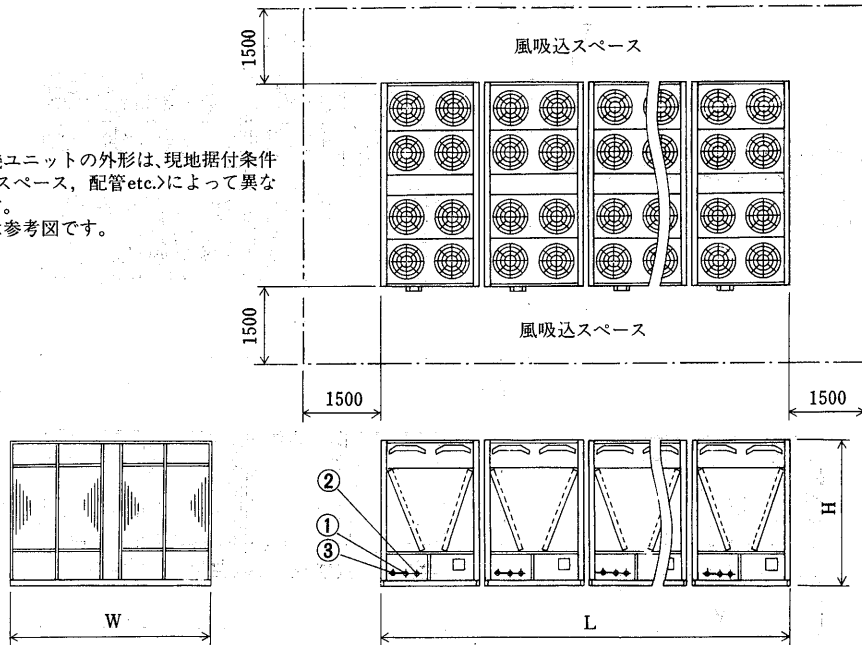 風吸込スペース
1500
ユニットの外形は、現地据付条件
スペース，配管etc.〉によって異な
。
参考図です。
1500
風吸込スペース
1500
1500
②
①
③
H
W
L